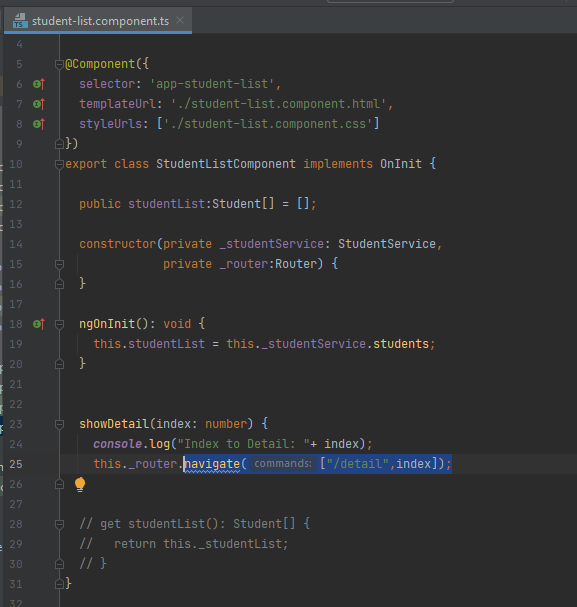 student-list.component.ts
4
5 @Component({
6 selector: 'app-student-list',
7 templateUrl: './student-list.component.html',
8 styleUrls: ['./student-list.component.css']
9 })
10 export class StudentListComponent implements OnInit {
11
12 public studentList:Student[] = [];
13
14 constructor(private _studentService: StudentService,
15 private _router:Router) {
16 }
17
18 ngOnInit(): void {
19 this.studentList = this._studentService.students;
20 }
21
22
23 showDetail(index: number) {
24 console.log("Index to Detail: "+ index);
25 this._router.navigate( commands: ["/detail",index]);
26
27
28 // get studentList(): Student[] {
29 //   return this._studentList;
30 // }
31 }
32